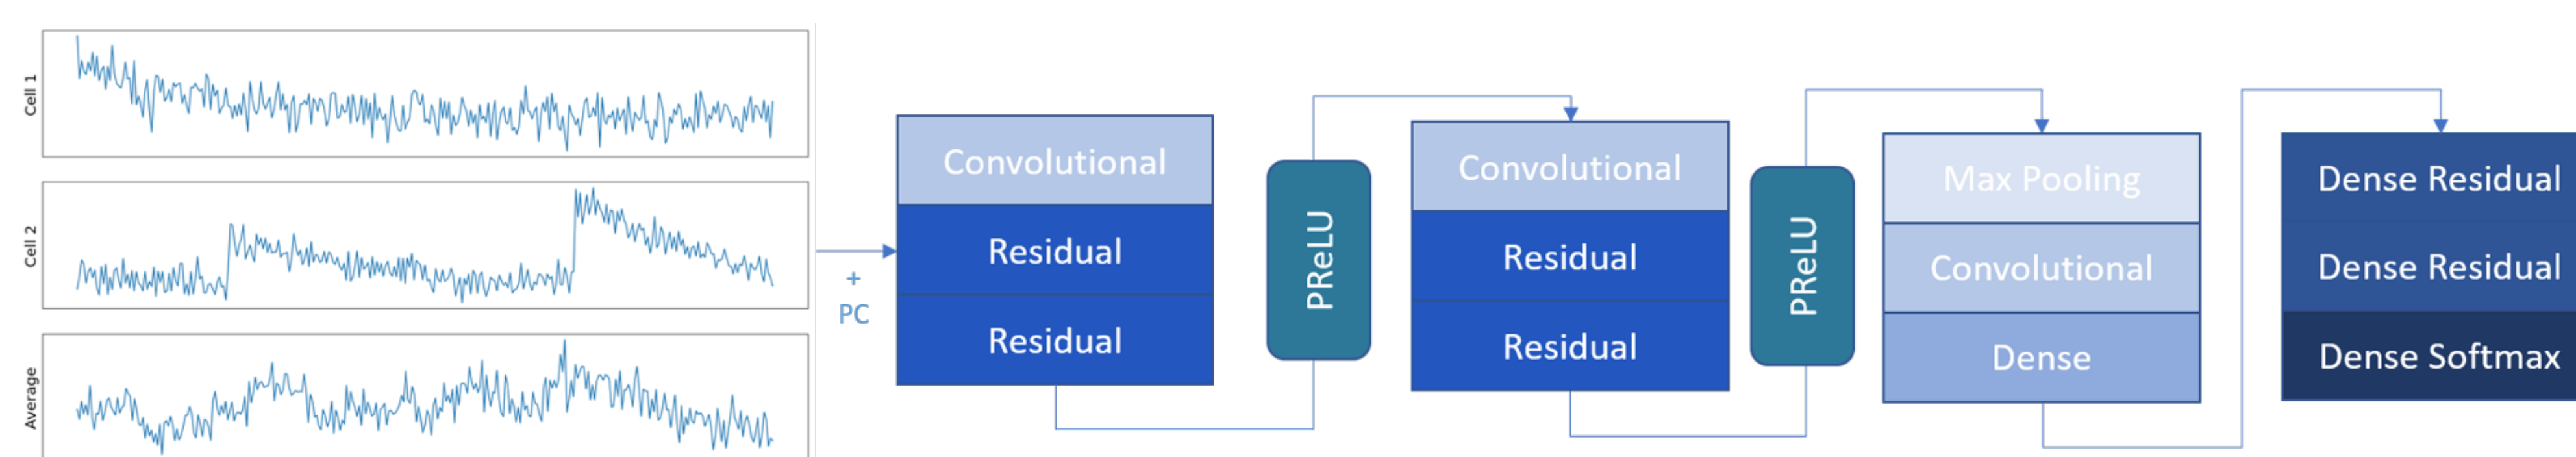 Cell 1
Cell 2
Average
+
PC
Convolutional
Residual
Residual
PReLU
Convolutional
Residual
Residual
PReLU
Max Pooling
Convolutional
Dense
Dense Residual
Dense Residual
Dense Softmax